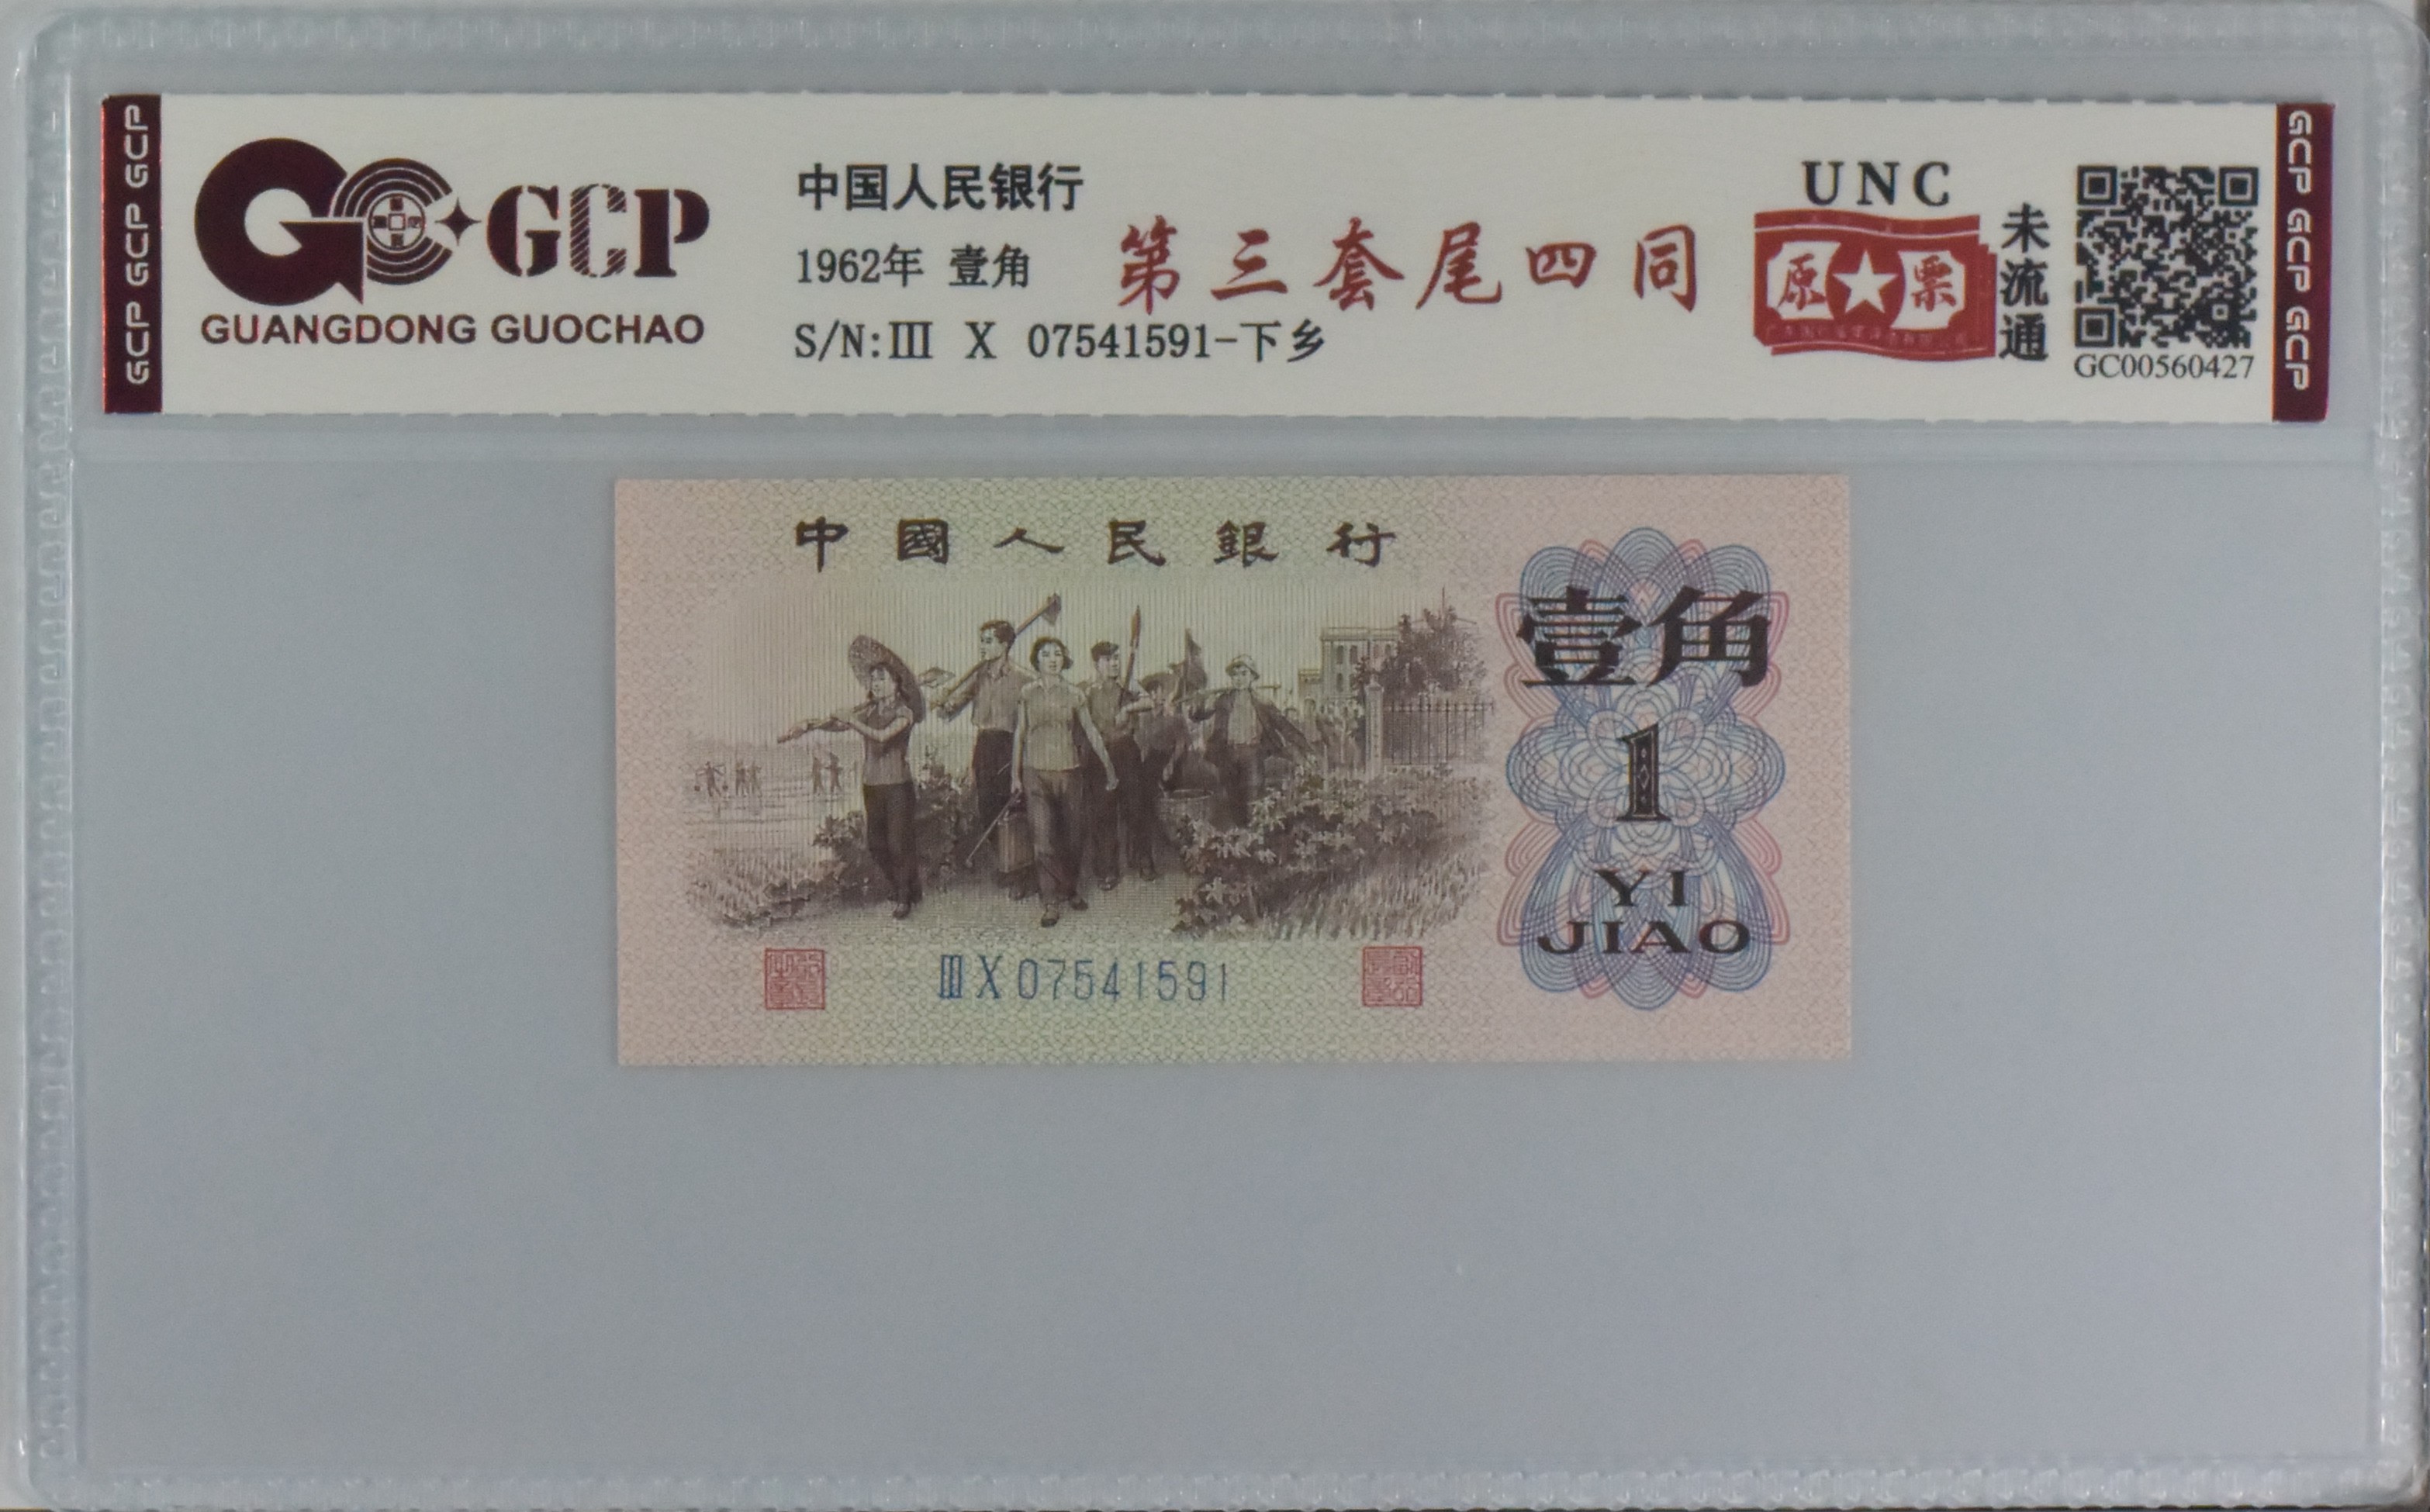 GCP GCP GCP
GCP
GUANGDONG GUOCHAO
中国人民银行
1962年 壹角
S/N:Ⅲ X 07541591-下乡
第三套尾四同
UNC
原★票
未流通
GC00560427
GCP GCP GCP
中國人民銀行
壹角
1
YI
JIAO
ⅢX07541591